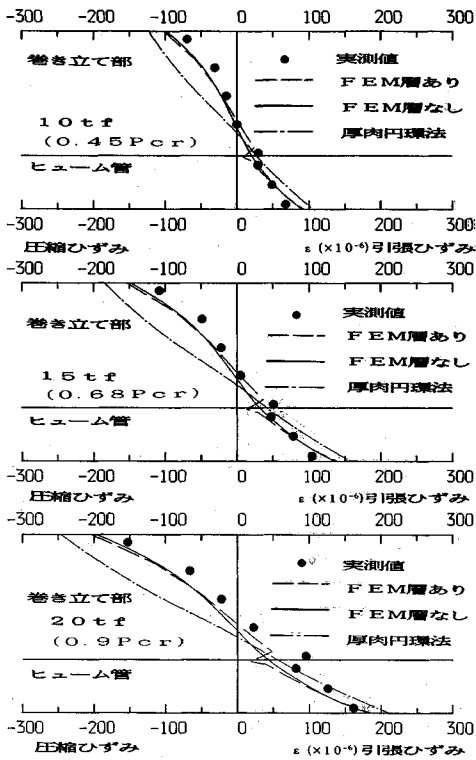 -300 -200 -100 0 100 200 300
巻き立て部
実測値
FEM層あり
FEM層なし
厚肉円環法
10tf
(0.45Pcr)
ヒューム管
-300 -200 -100 0 100 200 300
圧縮ひずみ ε(×10⁻⁶)引張ひずみ
-300 -200 -100 0 100 200 300
巻き立て部
実測値
FEM層あり
FEM層なし
厚肉円環法
15tf
(0.68Pcr)
ヒューム管
-300 -200 -100 0 100 200 300
圧縮ひずみ ε(×10⁻⁶)引張ひずみ
-300 -200 -100 0 100 200 300
実測値
FEM層あり
巻き立て部
FEM層なし
20tf
厚肉円環法
(0.9Pcr)
ヒューム管
-300 -200 -100 0 100 200 300
圧縮ひずみ ε(×10⁻⁶)引張ひずみ